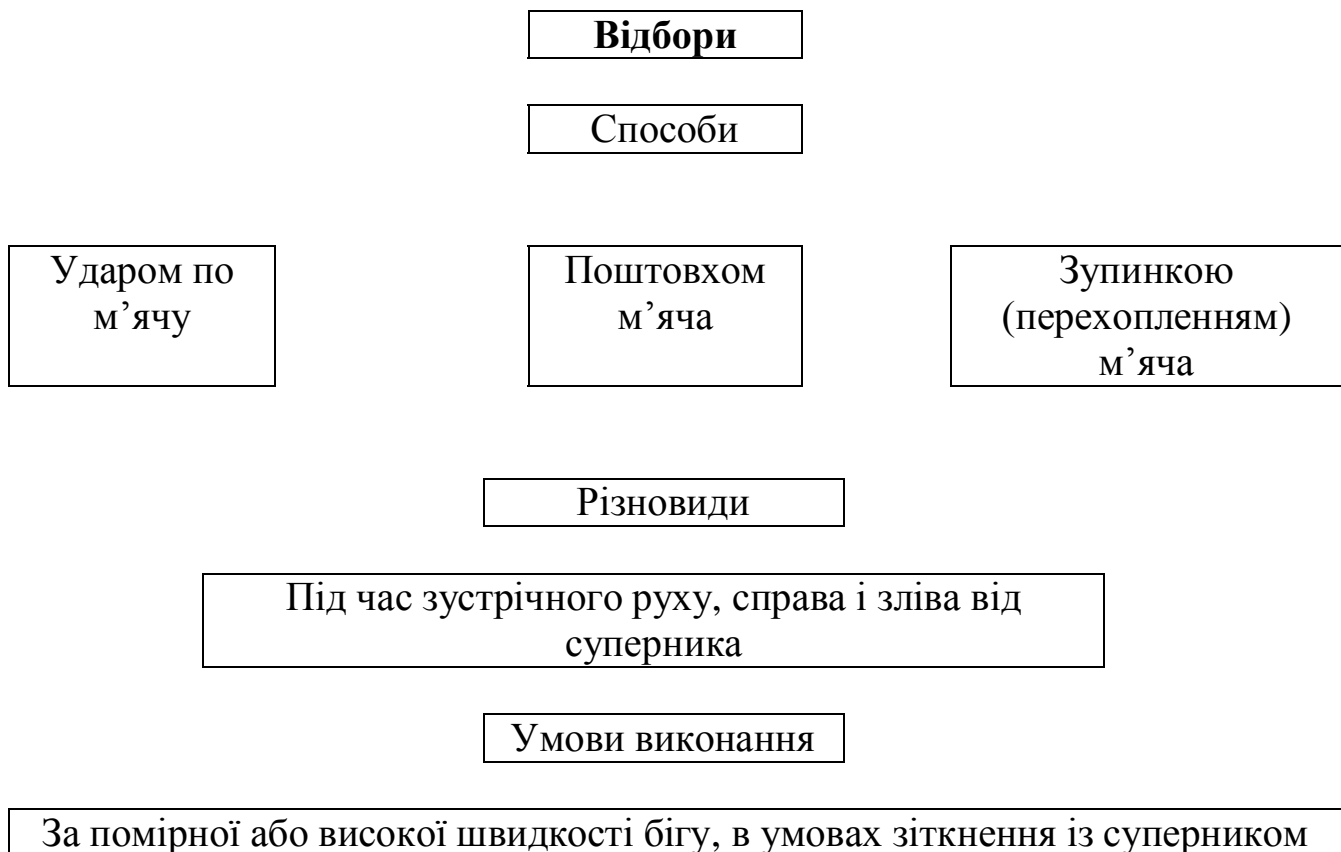 Відбори
Способи
Ударом по
м’ячу
Поштовхом
м’яча
Зупинкою
(перехопленням)
м’яча
Різновиди
Під час зустрічного руху, справа і зліва від
суперника
Умови виконання
За помірної або високої швидкості бігу, в умовах зіткнення із суперником